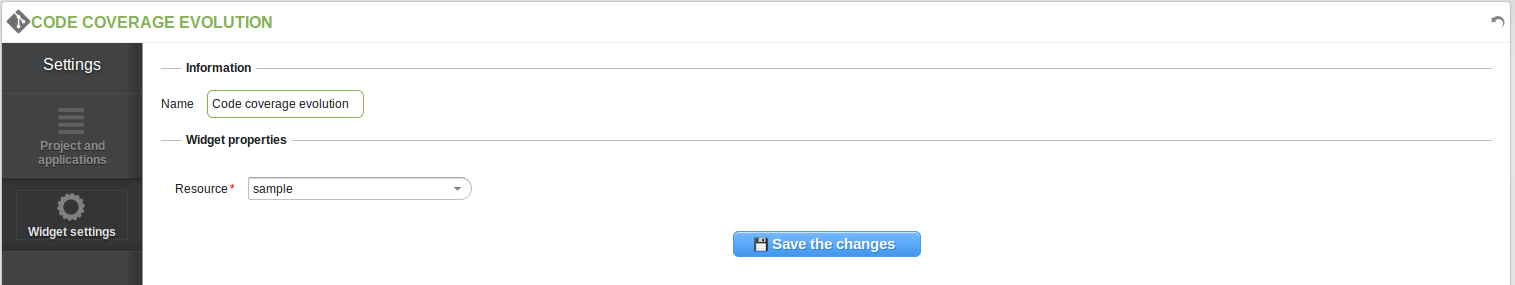 CODE COVERAGE EVOLUTION
Settings
Project and
applications
Widget settings
Information
Name Code coverage evolution
Widget properties
Resource* sample
Save the changes